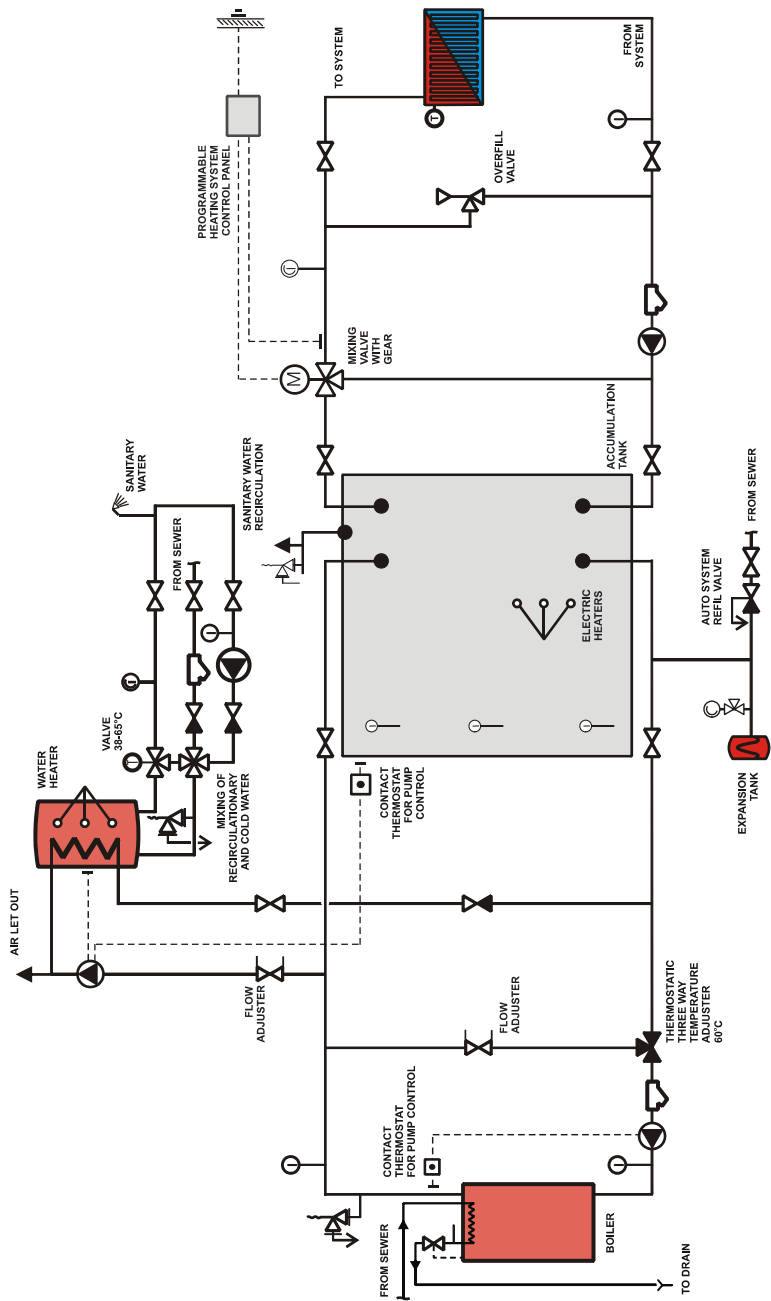 AIR LET OUT
WATER
HEATER
VALVE
38-65°C
SANITARY
WATER
FROM SEWER
MIXING OF
RECIRCULATIONARY
AND COLD WATER
SANITARY WATER
RECIRCULATION
PROGRAMMABLE
HEATING SYSTEM
CONTROL PANEL
TO SYSTEM
M
MIXING
VALVE
WITH
GEAR
T
OVERFILL
VALVE
FROM
SYSTEM
FLOW
ADJUSTER
CONTACT
THERMOSTAT
FOR PUMP
CONTROL
ELECTRIC
HEATERS
ACCUMULATION
TANK
FLOW
ADJUSTER
CONTACT
THERMOSTAT
FOR PUMP CONTROL
FROM SEWER
BOILER
TO DRAIN
THERMOSTATIC
THREE WAY
TEMPERATURE
ADJUSTER
60°C
EXPANSION
TANK
AUTO SYSTEM
REFIL VALVE
FROM SEWER